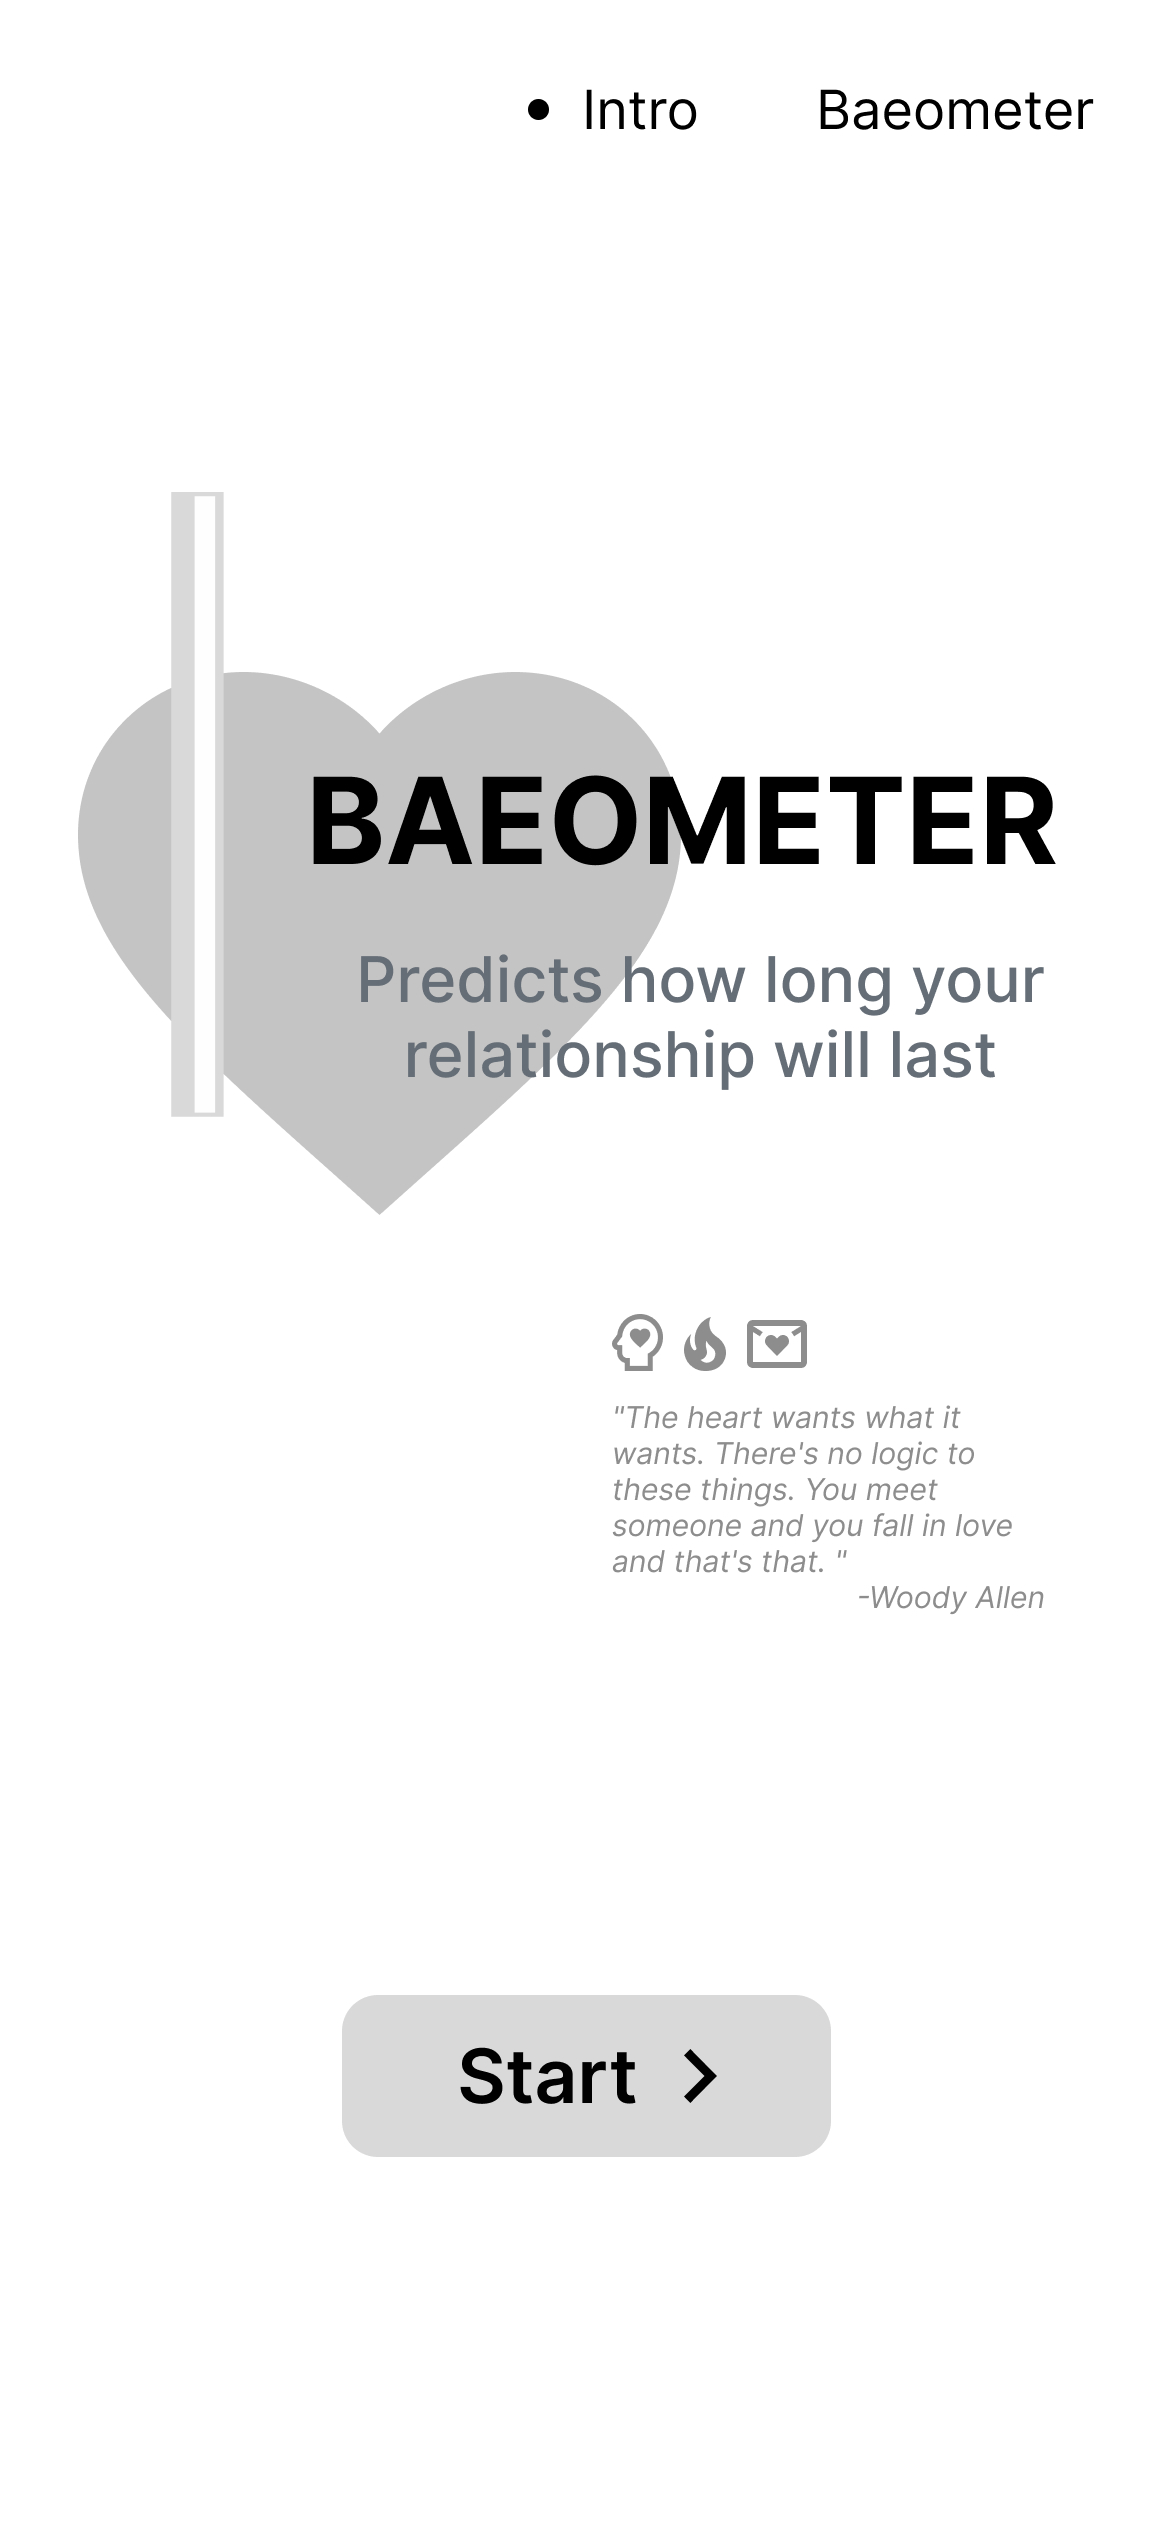 Intro
Baeometer
BAEOMETER
Predicts how long your
relationship will last
"The heart wants what it
wants. There's no logic to
these things. You meet
someone and you fall in love
and that's that. "
-Woody Allen
Start